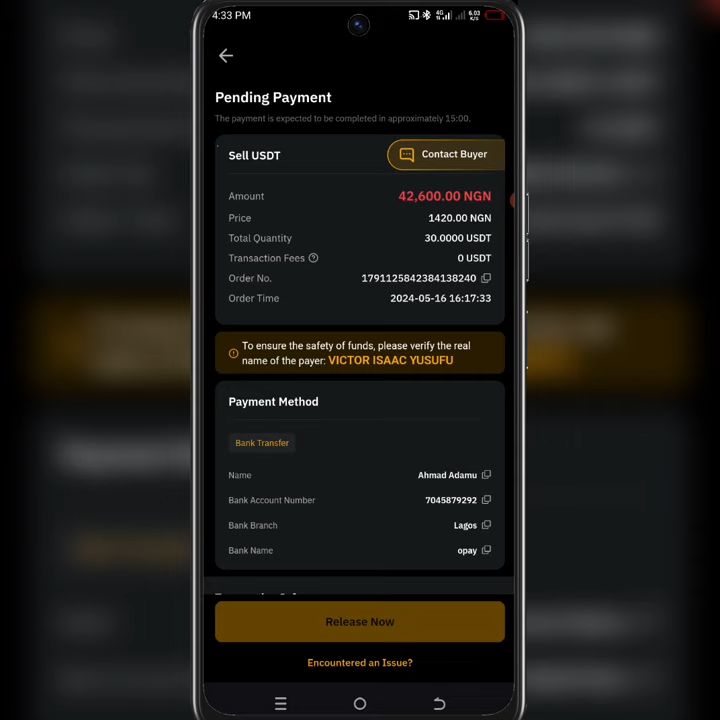 4:33 PM
4G
6.03
K/s
Pending Payment
The payment is expected to be completed in approximately 15:00.
Sell USDT
Contact Buyer
Amount 42,600.00 NGN
Price 1420.00 NGN
Total Quantity 30.0000 USDT
Transaction Fees 0 USDT
Order No. 1791125842384138240
Order Time 2024-05-16 16:17:33
To ensure the safety of funds, please verify the real
name of the payer: VICTOR ISAAC YUSUFU
Payment Method
Bank Transfer
Name Ahmad Adamu
Bank Account Number 7045879292
Bank Branch Lagos
Bank Name opay
Release Now
Encountered an Issue?